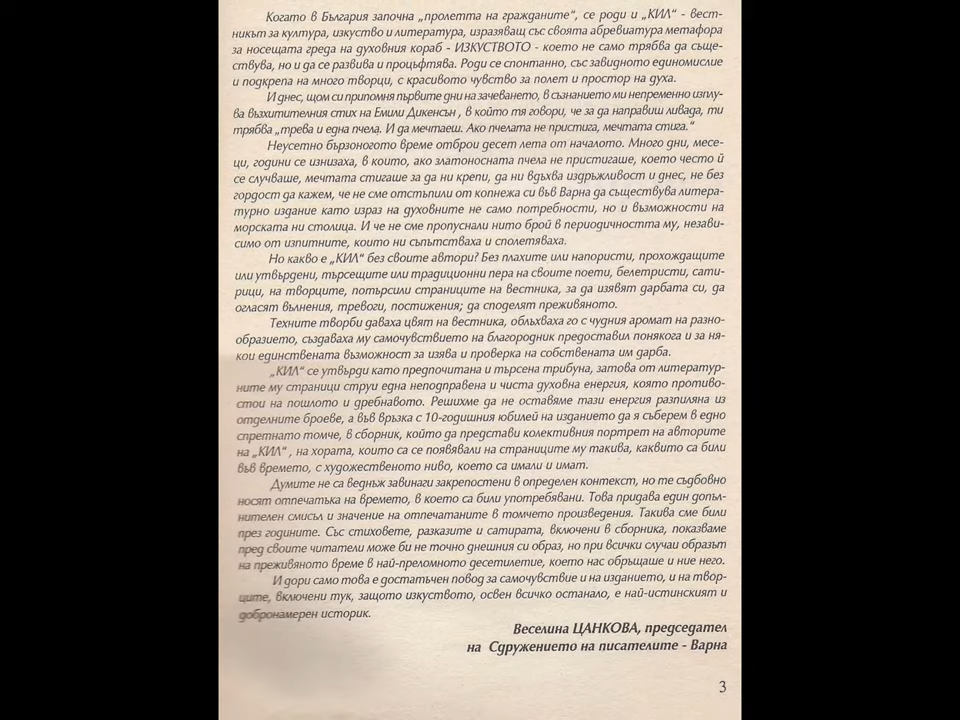 Когато в България започна „пролетта на гражданите“, се роди и „КИЛ“ - вест-
никът за култура, изкуство и литература, изразяващ със своята абревиатура метафора
за носещата греда на духовния кораб - ИЗКУСТВОТО - което не само трябва да съще-
ствува, но и да се развива и процъфтява. Роди се спонтанно, със завидното единомислие
и подкрепа на много творци, с красивото чувство за полет и простор на духа.
И днес, щом си припомня първите дни на зачеването, в съзнанието ми непременно изплу-
ва възхитителния стих на Емили Дикенсън , в който тя говори, че за да направиш ливада, ти
трябва „трева и една пчела. И да мечтаеш. Ако пчелата не пристига, мечтата стига.“
Неусетно бързоногото време отброи десет лета от началото. Много дни, месе-
ци, години се изнизаха, в които, ако златоносната пчела не пристигаше, което често й
се случваше, мечтата стигаше за да ни крепи, да ни вдъхва издръжливост и днес, не без
гордост да кажем, че не сме отстъпили от копнежа си във Варна да съществува литера-
турно издание като израз на духовните не само потребности, но и възможности на
морската ни столица. И че не сме пропуснали нито брой в периодичността му, незави-
симо от изпитните, които ни съпътстваха и сполетяваха.
Но какво е „КИЛ“ без своите автори? Без плахите или напористи, прохождащите
или утвърдени, търсещите или традиционни пера на своите поети, белетристи, сати-
рици, на творците, потърсили страниците на вестника, за да изявят дарбата си, да
огласят вълнения, тревоги, постижения; да споделят преживяното.
Техните творби даваха цвят на вестника, облъхваха го с чудния аромат на разно-
образието, създаваха му самочувствието на благородник предоставил понякога и за ня-
кои единствената възможност за изява и проверка на собствената им дарба.
„КИЛ“ се утвърди като предпочитана и търсена трибуна, затова от литератур-
ните му страници струи една неподправена и чиста духовна енергия, която противо-
стои на пошлото и дребнавото. Решихме да не оставяме тази енергия разпиляна из
отделните броеве, а във връзка с 10-годишния юбилей на изданието да я съберем в едно
спретнато томче, в сборник, който да представи колективния портрет на авторите
на „КИЛ“ , на хората, които са се появявали на страниците му такива, каквито са били
във времето, с художественото ниво, което са имали и имат.
Думите не са веднъж завинаги закрепостени в определен контекст, но те съдбовно
носят отпечатъка на времето, в което са били употребявани. Това придава един допъл-
нителен смисъл и значение на отпечатаните в томчето произведения. Такива сме били
през годините. Със стиховете, разказите и сатирата, включени в сборника, показваме
пред своите читатели може би не точно днешния си образ, но при всички случаи образът
на преживяното време в най-преломното десетилетие, което нас обръщаше и ние него.
И дори само това е достатъчен повод за самочувствие и на изданието, и на твор-
ците, включени тук, защото изкуството, освен всичко останало, е най-истинският и
добронамерен историк.
Веселина ЦАНКОВА, председател
на Сдружението на писателите - Варна
3